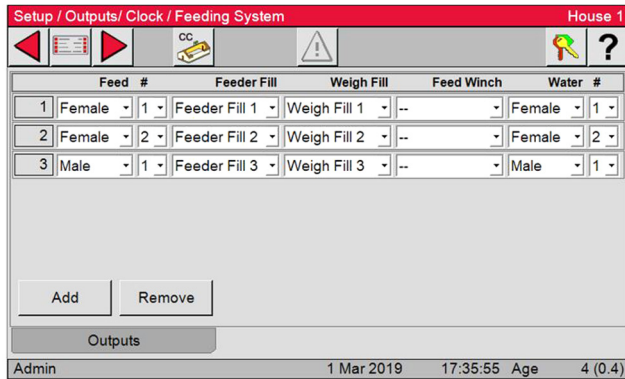 Setup / Outputs/ Clock / Feeding System House 1
CC ?
Feed # Feeder Fill Weigh Fill Feed Winch Water #
1 Female 1 Feeder Fill 1 Weigh Fill 1 -- Female 1
2 Female 2 Feeder Fill 2 Weigh Fill 2 -- Female 2
3 Male 1 Feeder Fill 3 Weigh Fill 3 -- Male 1
Add Remove
Outputs
Admin 1 Mar 2019 17:35:55 Age 4 (0.4)